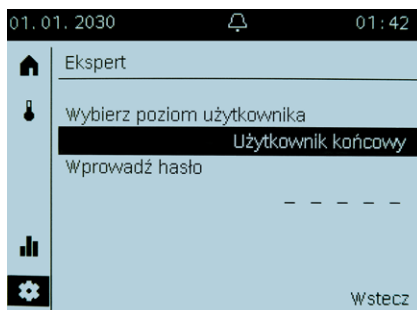 01.01.2030 01:42
Ekspert
Wybierz poziom użytkownika
Użytkownik końcowy
Wprowadź hasło
_ _ _ _ _
Wstecz